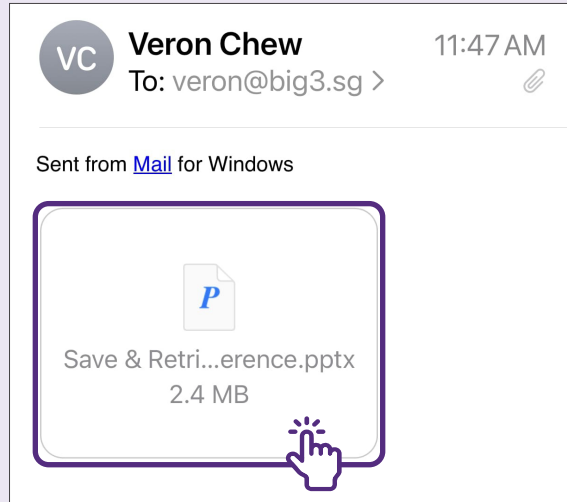 VC
Veron Chew
11:47 AM
To: veron@big3.sg >
Sent from Mail for Windows
P
Save & Retri...erence.pptx
2.4 MB